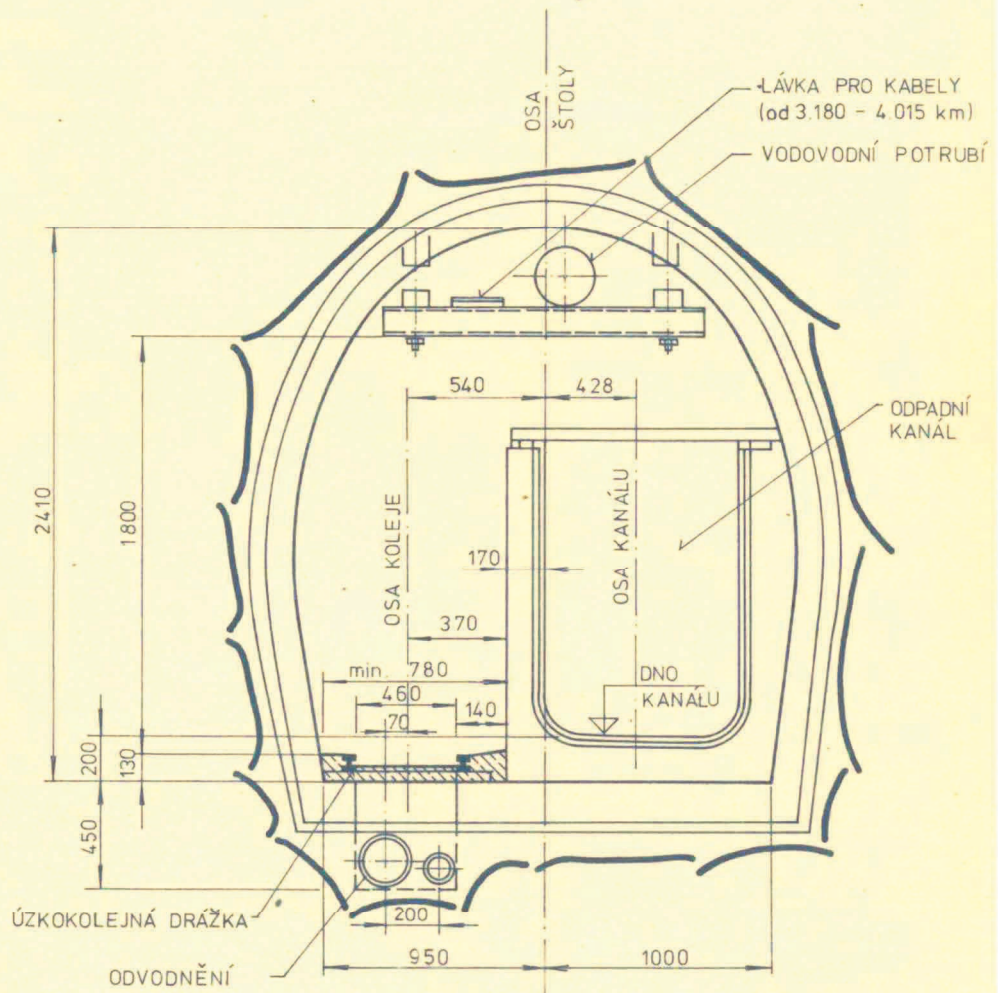 OSA
ŠTOLY
LÁVKA PRO KABELY
(od 3.180 - 4.015 km)
VODOVODNÍ POTRUBÍ
540
428
ODPADNÍ
KANÁL
2410
1800
OSA KOLEJE
170
OSA KANÁLU
370
min. 780
460
70
140
DNO
KANÁLU
200
130
450
ÚZKOKOLEJNÁ DRÁŽKA
200
950
1000
ODVODNĚNÍ